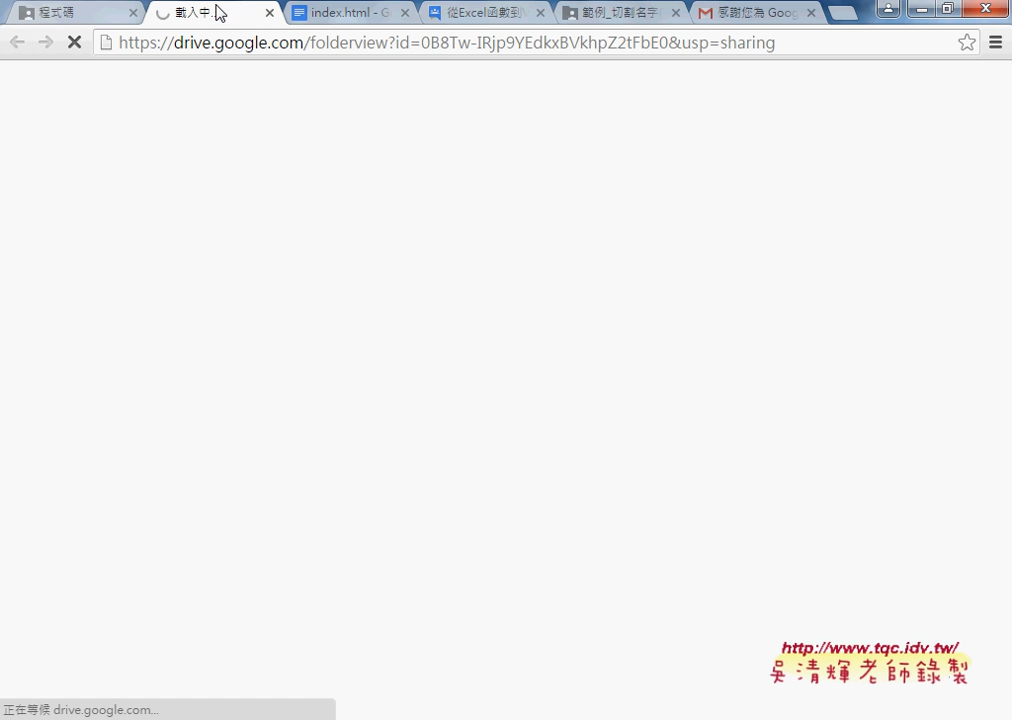 程式碼
載入中...
index.html - G
從Excel函數到V
範例_切割名字
感謝您為 Goog
https://drive.google.com/folderview?id=0B8Tw-IRjp9YEdkxBVkhpZ2tFbE0&usp=sharing
http://www.tqc.idv.tw/
吳清輝老師錄製
正在等候 drive.google.com...